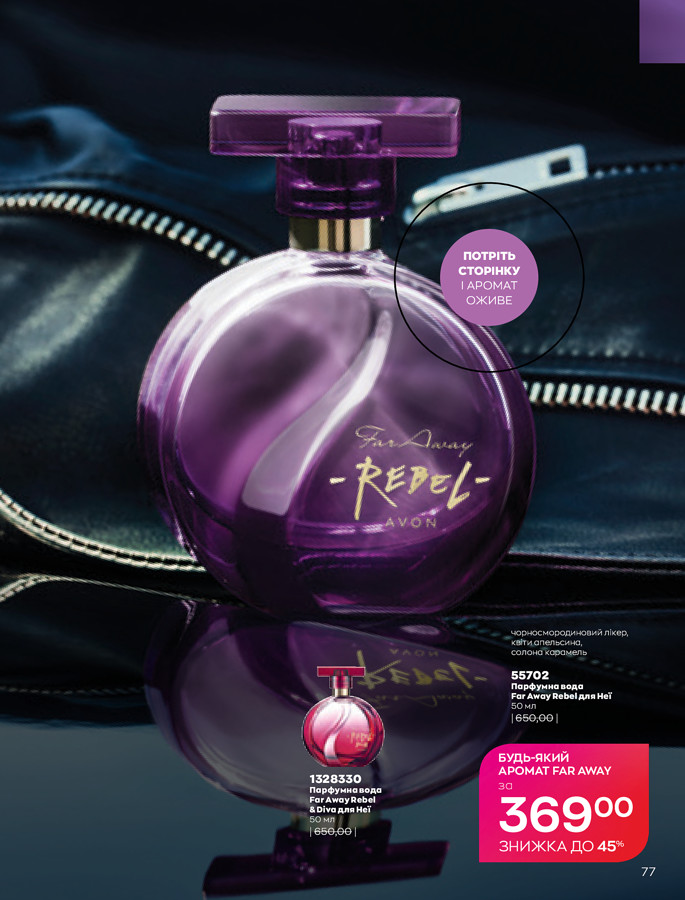 ПОТРІТЬ
СТОРІНКУ
І АРОМАТ
ОЖИВЕ
Far Away
-REBEL-
AVON
чорносмородиновий лікер,
квіти апельсина,
солона карамель
55702
Парфумна вода
Far Away Rebel для Неї
50 мл
| 650,00 |
1328330
Парфумна вода
Far Away Rebel
& Diva для Неї
50 мл
| 650,00 |
БУДЬ-ЯКИЙ
АРОМАТ FAR AWAY
за
369⁰⁰
ЗНИЖКА ДО 45%
77